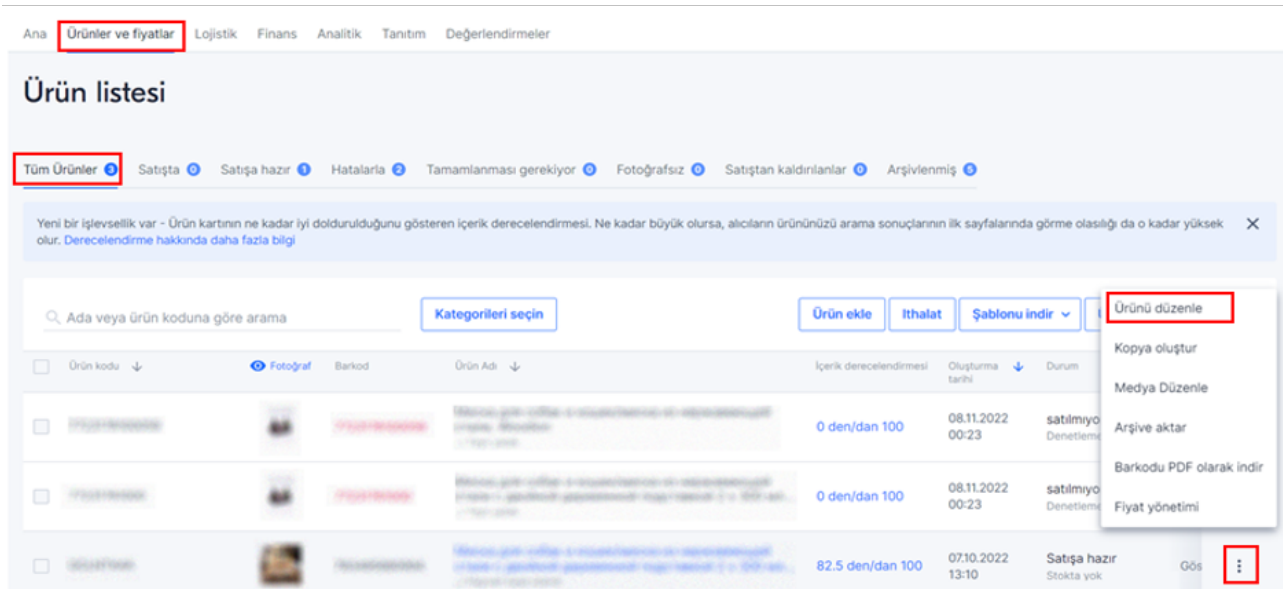 Ana Ürünler ve fiyatlar Lojistik Finans Analitik Tanıtım Değerlendirmeler
Ürün listesi
Tüm Ürünler 3 Satışta 0 Satışa hazır 1 Hatalarla 2 Tamamlanması gerekiyor 0 Fotoğrafsız 0 Satıştan kaldırılanlar 0 Arşivlenmiş 5
Yeni bir işlevsellik var - Ürün kartının ne kadar iyi doldurulduğunu gösteren içerik derecelendirmesi. Ne kadar büyük olursa, alıcıların ürününüzü arama sonuçlarının ilk sayfalarında görme olasılığı da o kadar yüksek
olur. Derecelendirme hakkında daha fazla bilgi
Ada veya ürün koduna göre arama Kategorileri seçin Ürün ekle Ithalat Şablonu indir
Ürün kodu Fotoğraf Barkod Ürün Adı İçerik derecelendirmesi Oluşturma tarihi Durum
0 den/dan 100 08.11.2022 satılmıyo
00:23 Denetleme
0 den/dan 100 08.11.2022 satılmıyo
00:23 Denetleme
82.5 den/dan 100 07.10.2022 Satışa hazır Gös
13:10 Stokta yok
Ürünü düzenle
Kopya oluştur
Medya Düzenle
Arşive aktar
Barkodu PDF olarak indir
Fiyat yönetimi